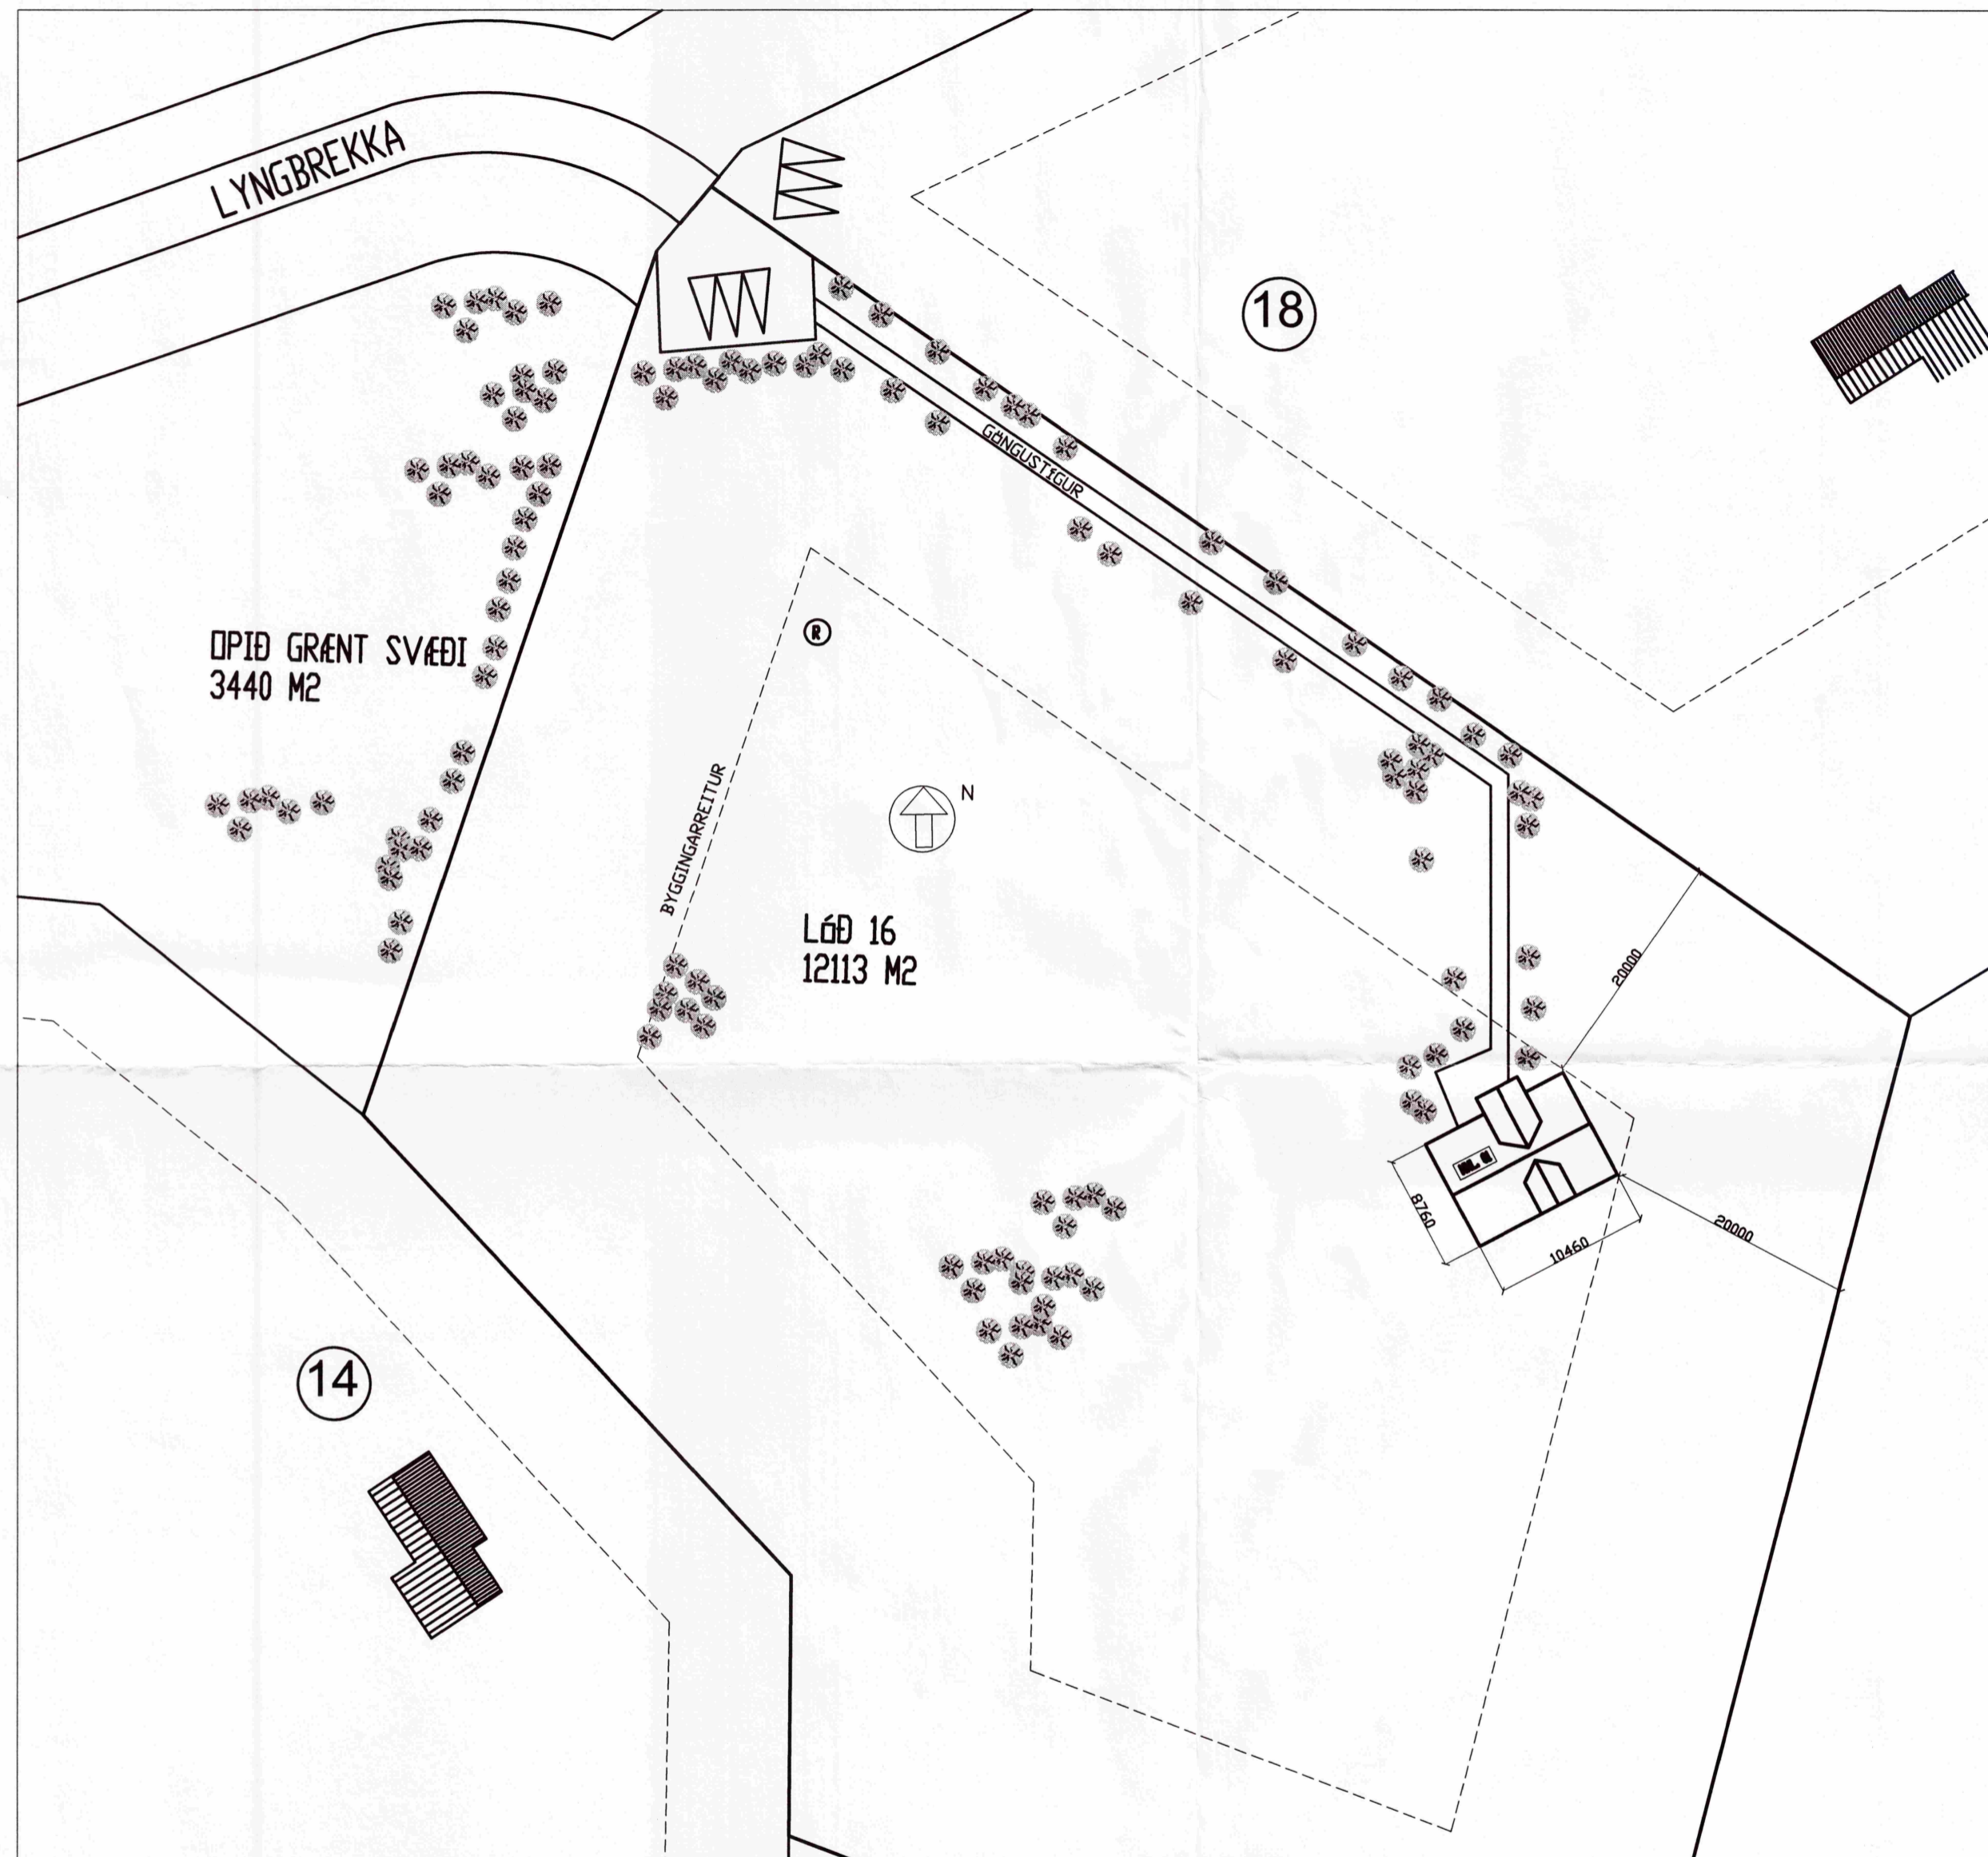 LYNGBREKKA
18
GÖNGUSTÍGUR
OPIÐ GRÆNT SVÆÐI
3440 M2
R
BYGGINGARREITUR
N
LÓÐ 16
12113 M2
20000
8760
10460
20000
14